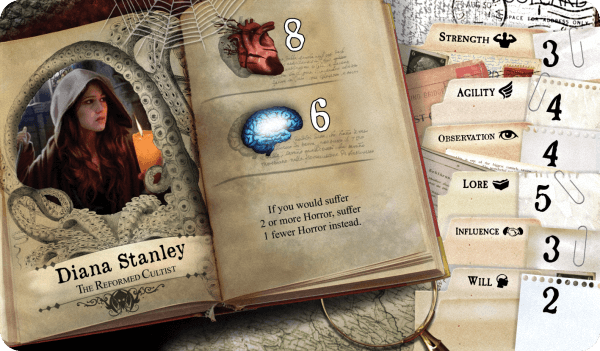 8
6
If you would suffer
2 or more Horror, suffer
1 fewer Horror instead.
Diana Stanley
The Reformed Cultist
Strength 3
Agility 4
Observation 4
Lore 5
Influence 3
Will 2